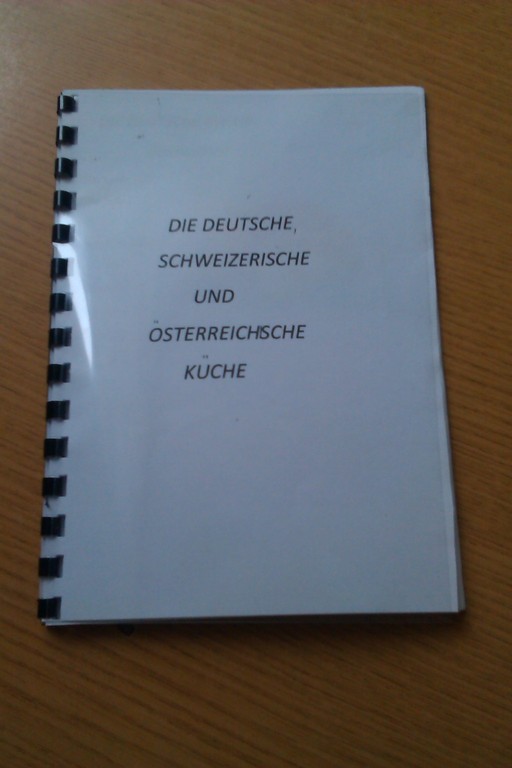 DIE DEUTSCHE,
SCHWEIZERISCHE
UND
ÖSTERREICHISCHE
KÜCHE